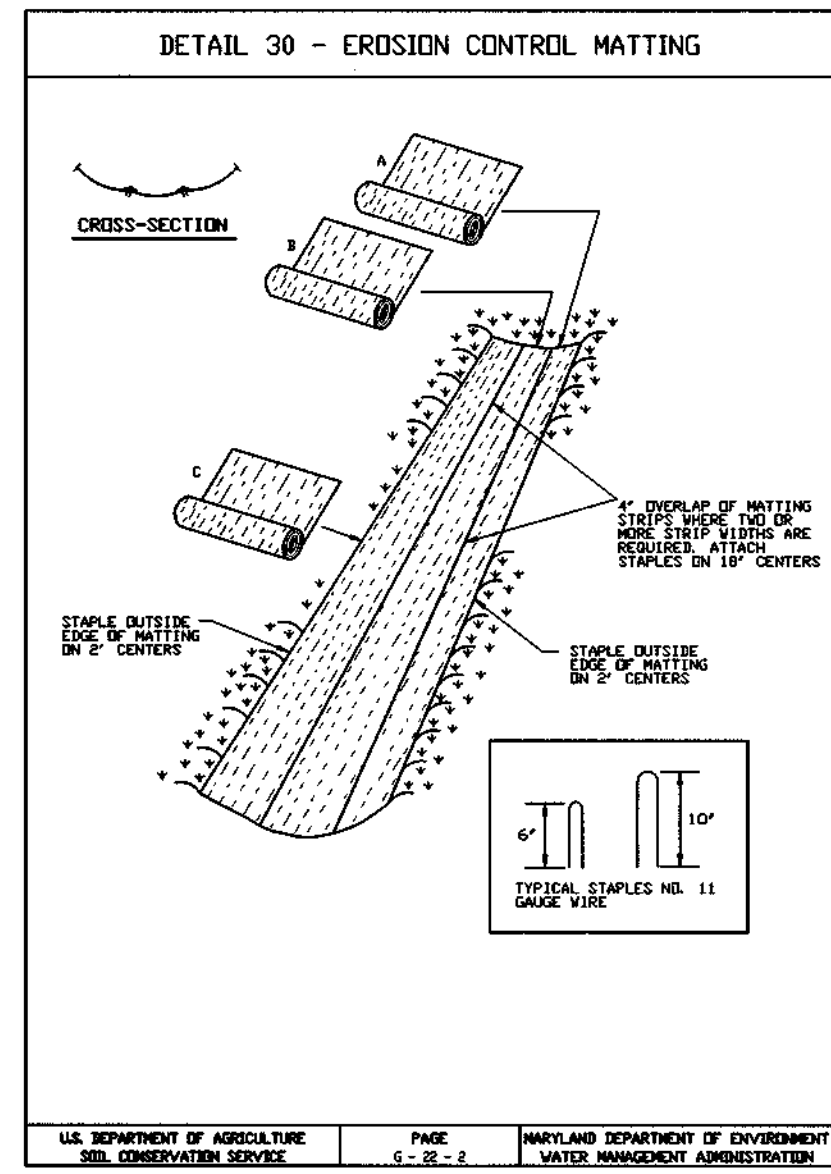 DETAIL 30 - EROSION CONTROL MATTING
A
CROSS-SECTION
B
C
4" OVERLAP OF MATTING
STRIPS WHERE TWO OR
MORE STRIP WIDTHS ARE
REQUIRED. ATTACH
STAPLES ON 18" CENTERS
STAPLE OUTSIDE
EDGE OF MATTING
ON 2' CENTERS
STAPLE OUTSIDE
EDGE OF MATTING
ON 2' CENTERS
6"
10"
TYPICAL STAPLES NO. 11
GAUGE WIRE
U.S. DEPARTMENT OF AGRICULTURE
SOIL CONSERVATION SERVICE
PAGE
G - 22 - 2
MARYLAND DEPARTMENT OF ENVIRONMENT
WATER MANAGEMENT ADMINISTRATION